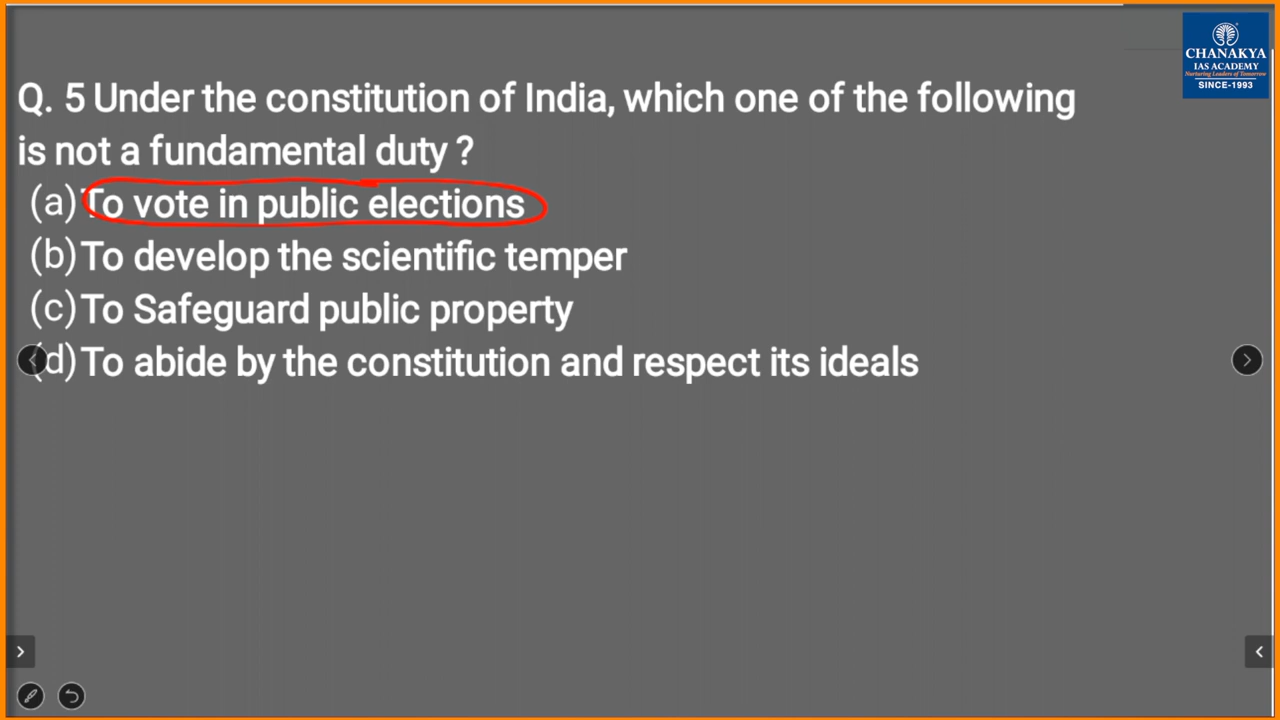 CHANAKYA
IAS ACADEMY
Nurturing Leaders of Tomorrow
SINCE-1993
Q. 5 Under the constitution of India, which one of the following
is not a fundamental duty ?
(a) To vote in public elections
(b) To develop the scientific temper
(c) To Safeguard public property
(d) To abide by the constitution and respect its ideals